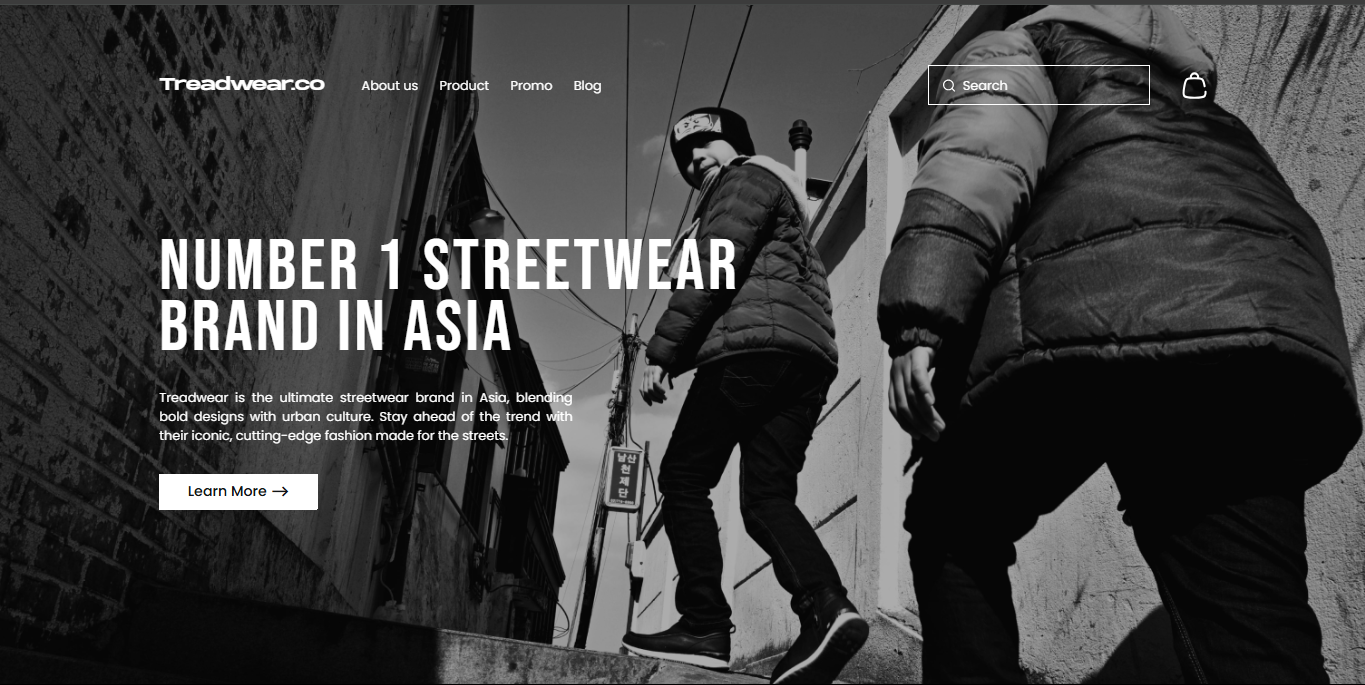 Treadwear.co
About us Product Promo Blog
Search
NUMBER 1 STREETWEAR
BRAND IN ASIA
Treadwear is the ultimate streetwear brand in Asia, blending
bold designs with urban culture. Stay ahead of the trend with
their iconic, cutting-edge fashion made for the streets.
Learn More →
남산
천
제
단